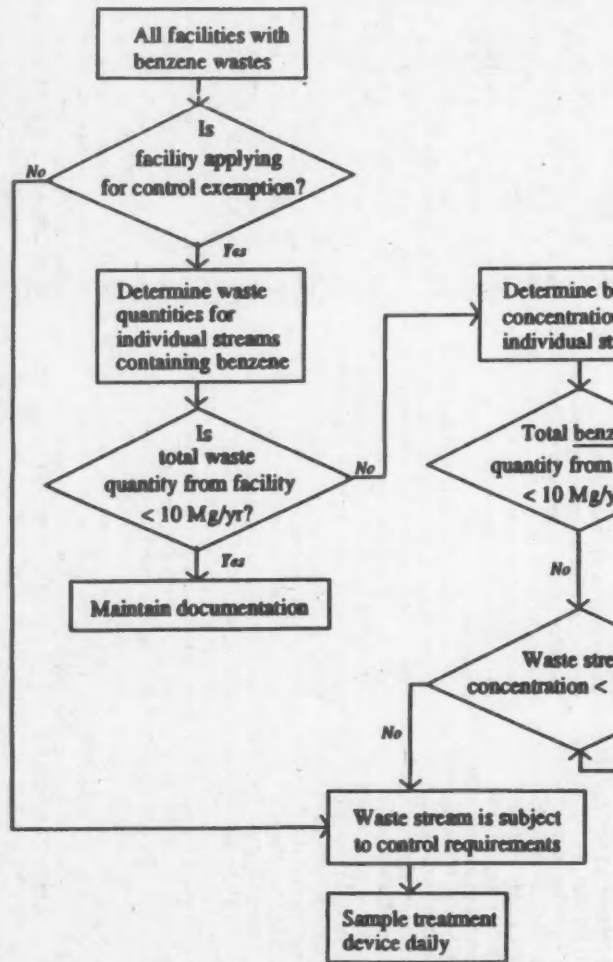 All facilities with
benzene wastes
Is
facility applying
for control exemption?
No
Yes
Determine waste
quantities for
individual streams
containing benzene
Is
total waste
quantity from facility
< 10 Mg/yr?
No
Yes
Maintain documentation
Determine b
concentration
individual st
Total benz
quantity from
< 10 Mg/y
No
Waste stre
concentration <
No
Waste stream is subject
to control requirements
Sample treatment
device daily